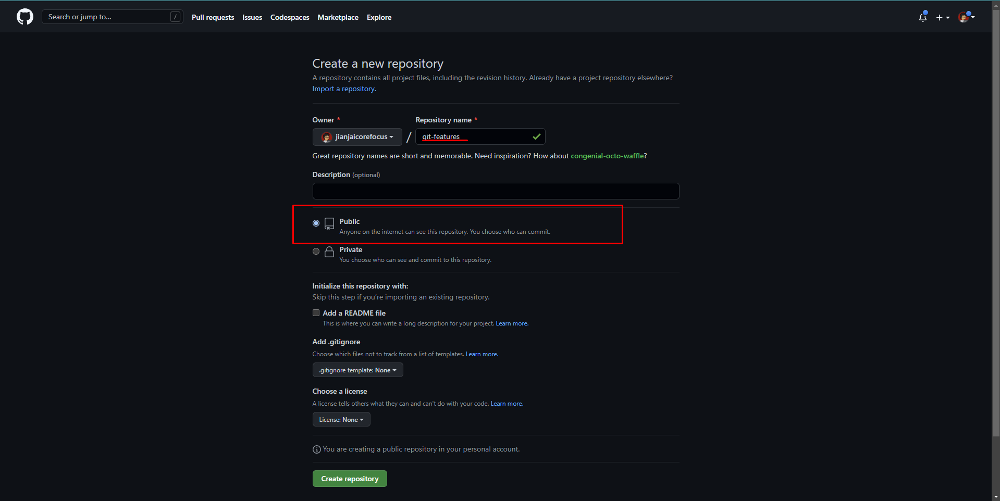 Search or jump to... / Pull requests Issues Codespaces Marketplace Explore
Create a new repository
A repository contains all project files, including the revision history. Already have a project repository elsewhere?
Import a repository.
Owner * Repository name *
jianjaicorefocus / git-features
Great repository names are short and memorable. Need inspiration? How about congenial-octo-waffle?
Description (optional)
Public
Anyone on the internet can see this repository. You choose who can commit.
Private
You choose who can see and commit to this repository.
Initialize this repository with:
Skip this step if you're importing an existing repository.
Add a README file
This is where you can write a long description for your project. Learn more.
Add .gitignore
Choose which files not to track from a list of templates. Learn more.
.gitignore template: None
Choose a license
A license tells others what they can and can't do with your code. Learn more.
License: None
You are creating a public repository in your personal account.
Create repository